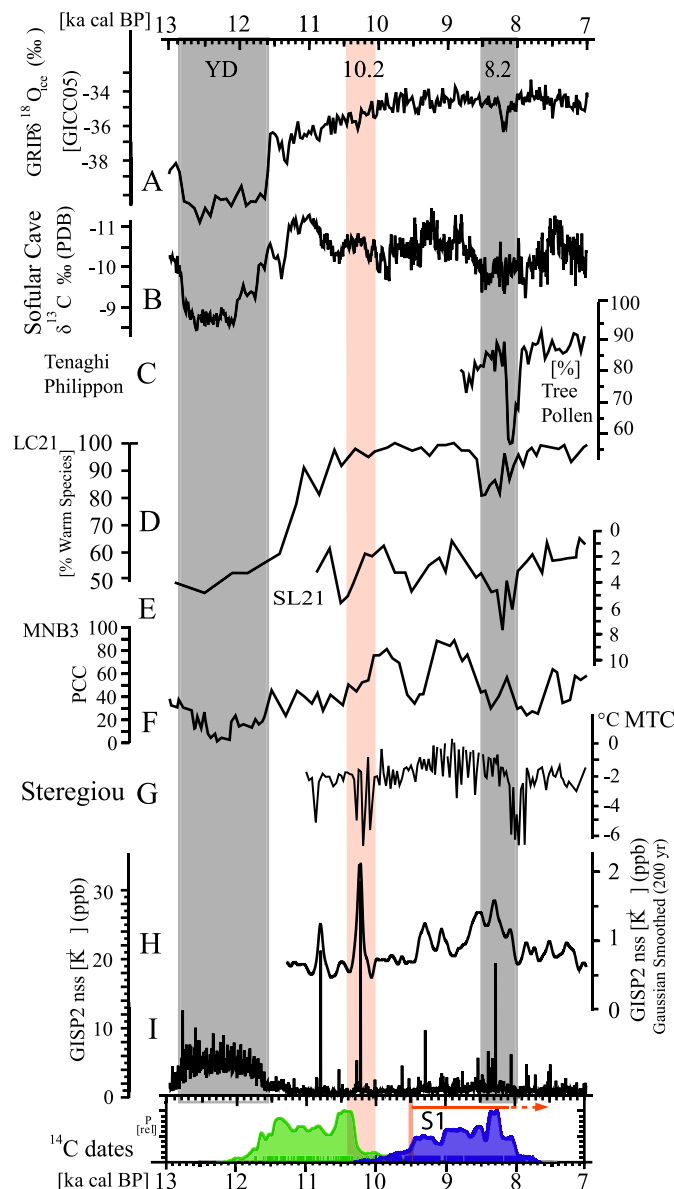 [ka cal BP] 11 10 9 8 7
13 12
YD 10.2 8.2
GRIPδ 18 O ice (‰)
[GICC05]
-34
-36
-38
A
Sofular Cave
δ13C ‰ (PDB)
-11
-10
-9
B
Tenaghi
Philippon
C
100
90
80
70
60
[%]
Tree
Pollen
LC21
[% Warm Species]
100
90
80
70
60
50
D
E
SL21
0
2
4
6
8
10
MNB3
PCC
100
80
60
40
20
0
F
°C MTC
0
-2
-4
-6
Steregiou G
GISP2 nss [K+] (ppb)
Gaussian Smoothed (200 yr)
2
1
0
H
GISP2 nss [K+] (ppb)
30
20
10
0
I
14C dates
P
[rel]
S1
[ka cal BP]
13 12 11 10 9 8 7